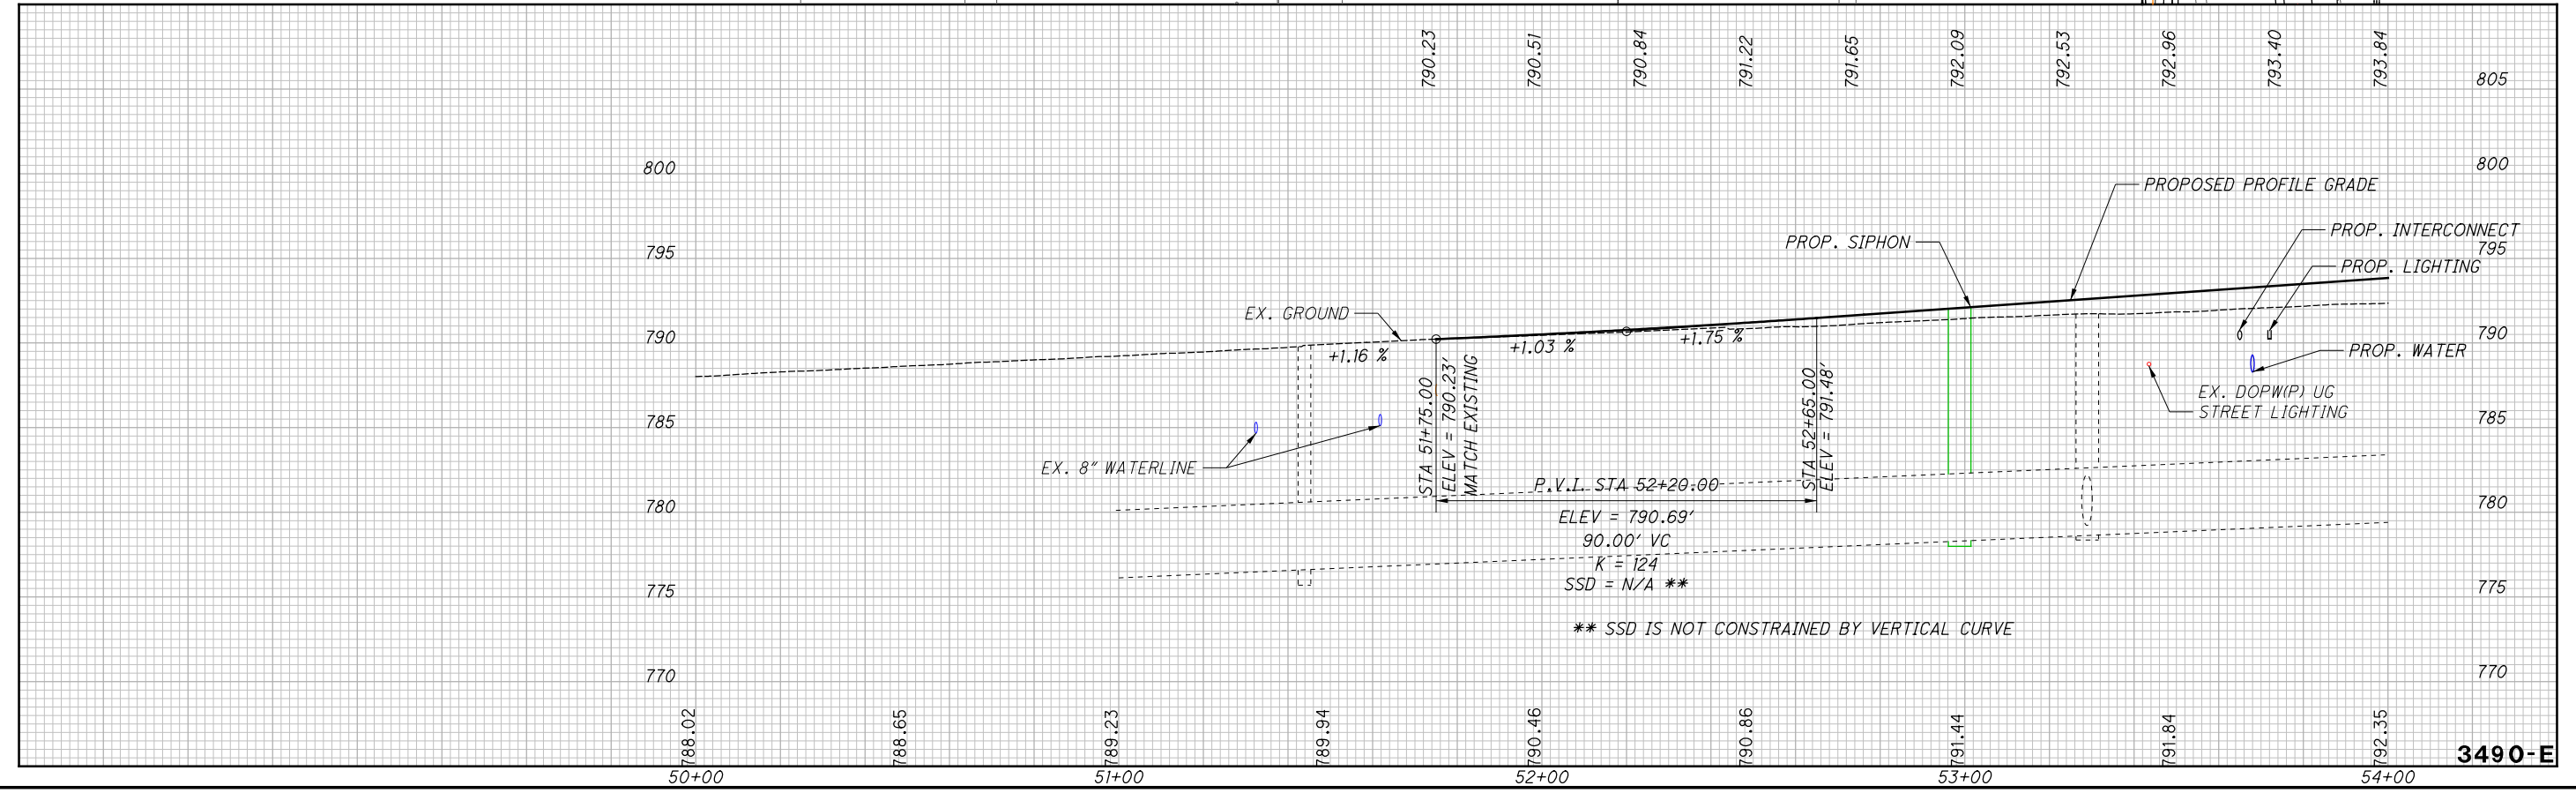 790.23
790.51
790.84
791.22
791.65
792.09
792.53
792.96
793.40
793.84
805
800
800
PROPOSED PROFILE GRADE
PROP. INTERCONNECT
PROP. SIPHON
795
795
PROP. LIGHTING
EX. GROUND
790
790
+1.16 %
+1.03 %
+1.75 %
PROP. WATER
STA 51+75.00
ELEV = 790.23'
MATCH EXISTING
STA 52+65.00
ELEV = 791.48'
EX. DOPW(P) UG
STREET LIGHTING
785
785
EX. 8" WATERLINE
P.V.I. STA 52+20.00
780
780
ELEV = 790.69'
90.00' VC
K = 124
SSD = N/A **
775
775
** SSD IS NOT CONSTRAINED BY VERTICAL CURVE
770
770
788.02
788.65
789.23
789.94
790.46
790.86
791.44
791.84
792.35
3490-E
50+00
51+00
52+00
53+00
54+00